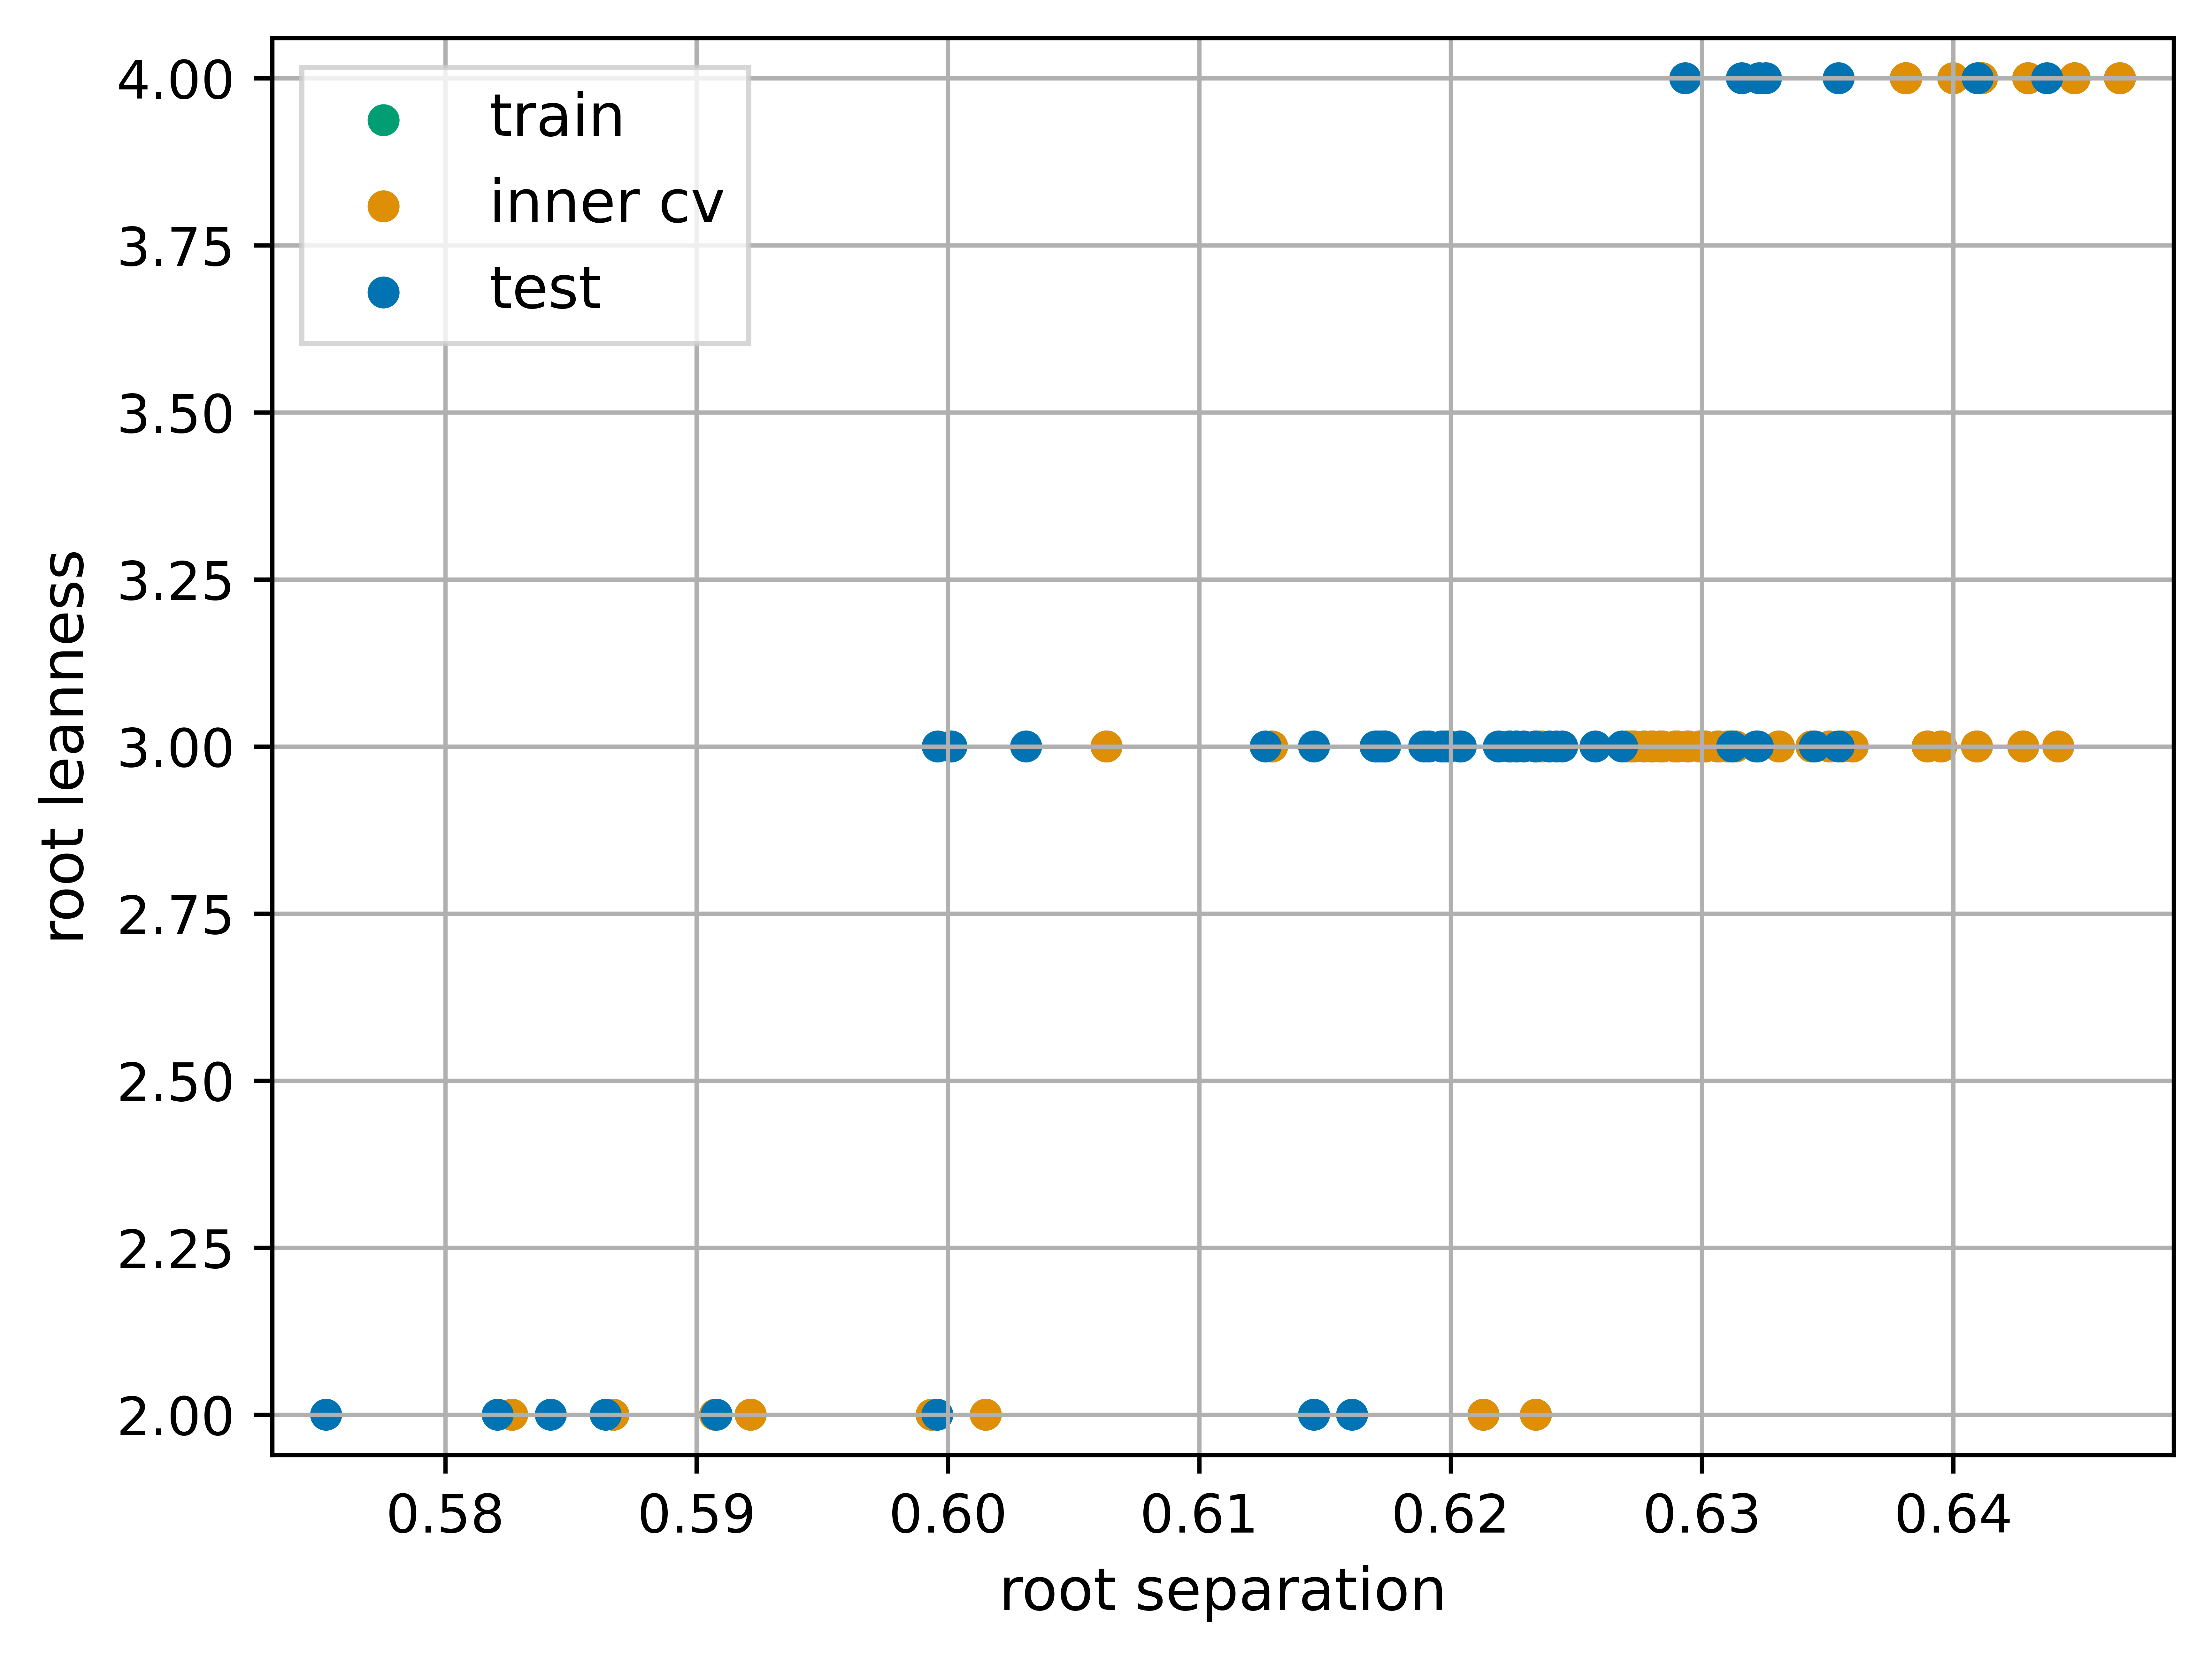 train
inner cv
test
4.00
3.75
3.50
3.25
3.00
2.75
2.50
2.25
2.00
root leanness
0.58 0.59 0.60 0.61 0.62 0.63 0.64
root separation